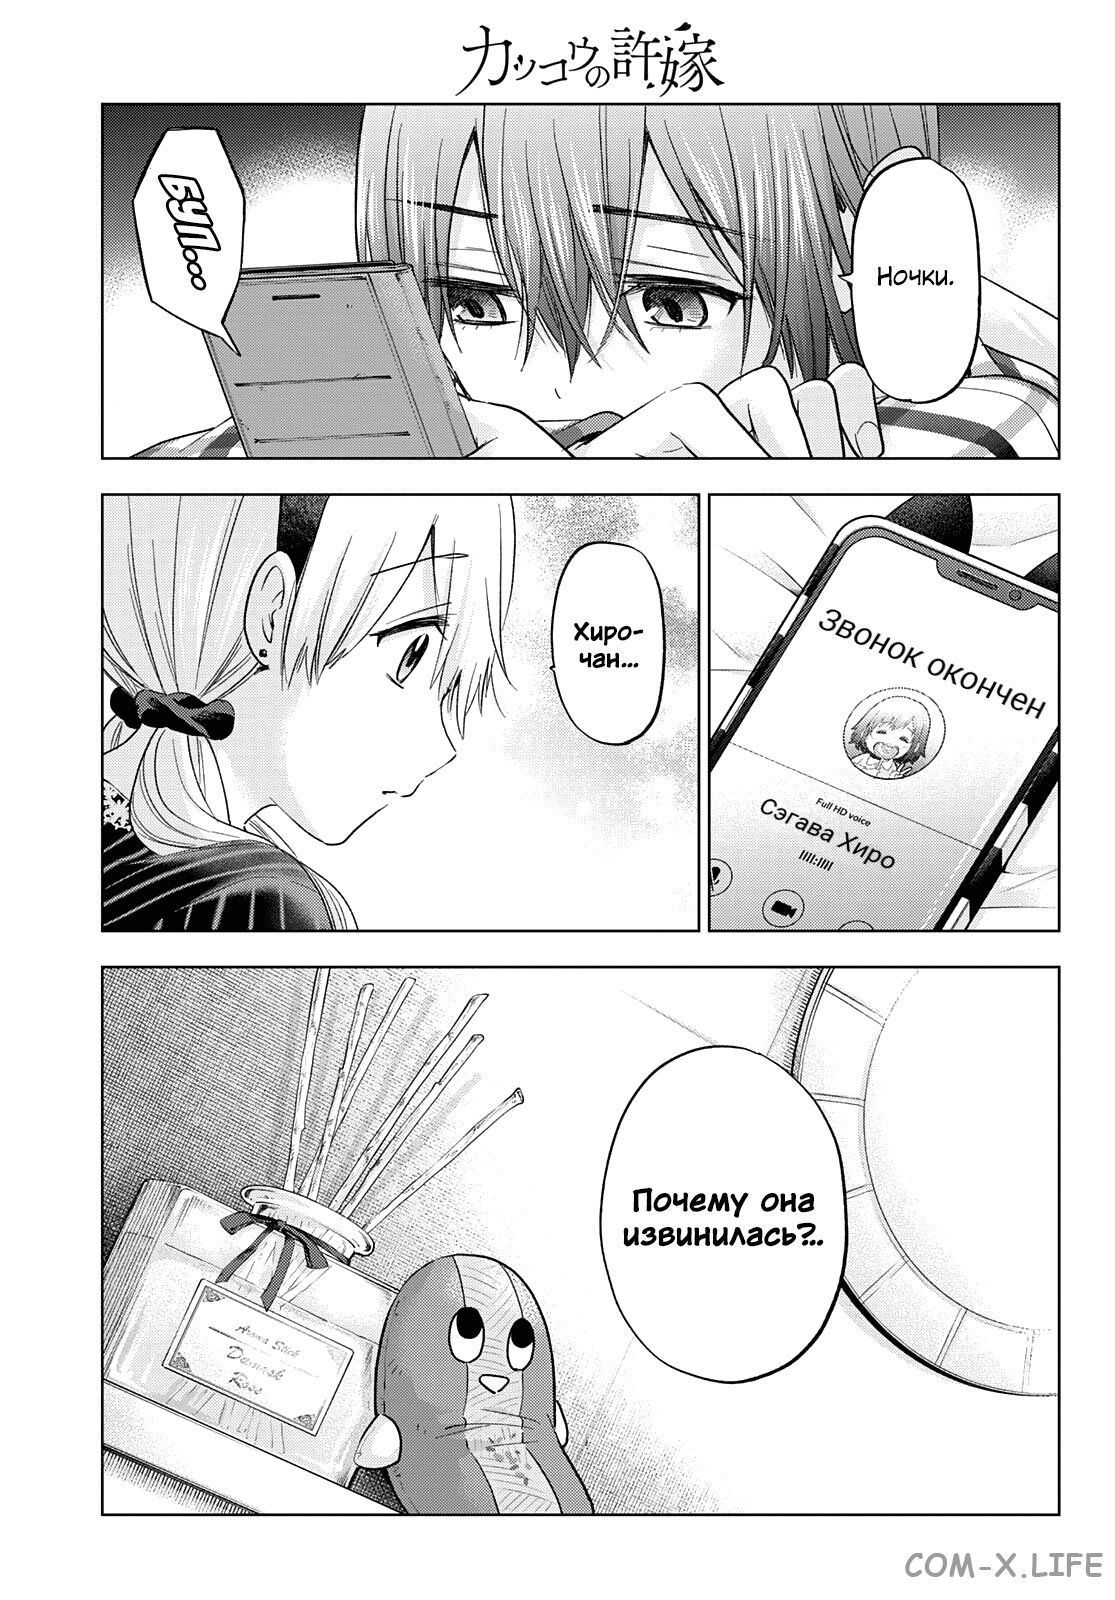 カッコウの許嫁
Ночки.
БУП...
Звонок окончен
Full HD voice
Сэгава Хиро
Хиро-
чан...
Почему она
извинилась?..
Aroma Stick
Damask
Rose
COM-X.LIFE